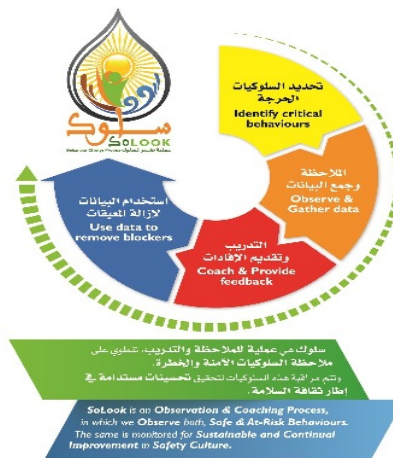 سلوك
SoLOOK
تحديد السلوكيات
الحرجة
Identify critical
behaviours
الملاحظة
وجمع البيانات
Observe &
Gather data
التدريب
وتقديم الإفادات
Coach & Provide
feedback
استخدام البيانات
لازالة المعيقات
Use data to
remove blockers
سلوك هي عملية للملاحظة والتدريب، تنطوي على
ملاحظة السلوكيات الآمنة والخطرة.
وتتم مراقبة هذه السلوكيات لتحقيق تحسينات مستدامة في
إطار ثقافة السلامة.
SoLook is an Observation & Coaching Process,
in which we Observe both, Safe & At-Risk Behaviours.
The same is monitored for Sustainable and Continual
Improvement in Safety Culture.